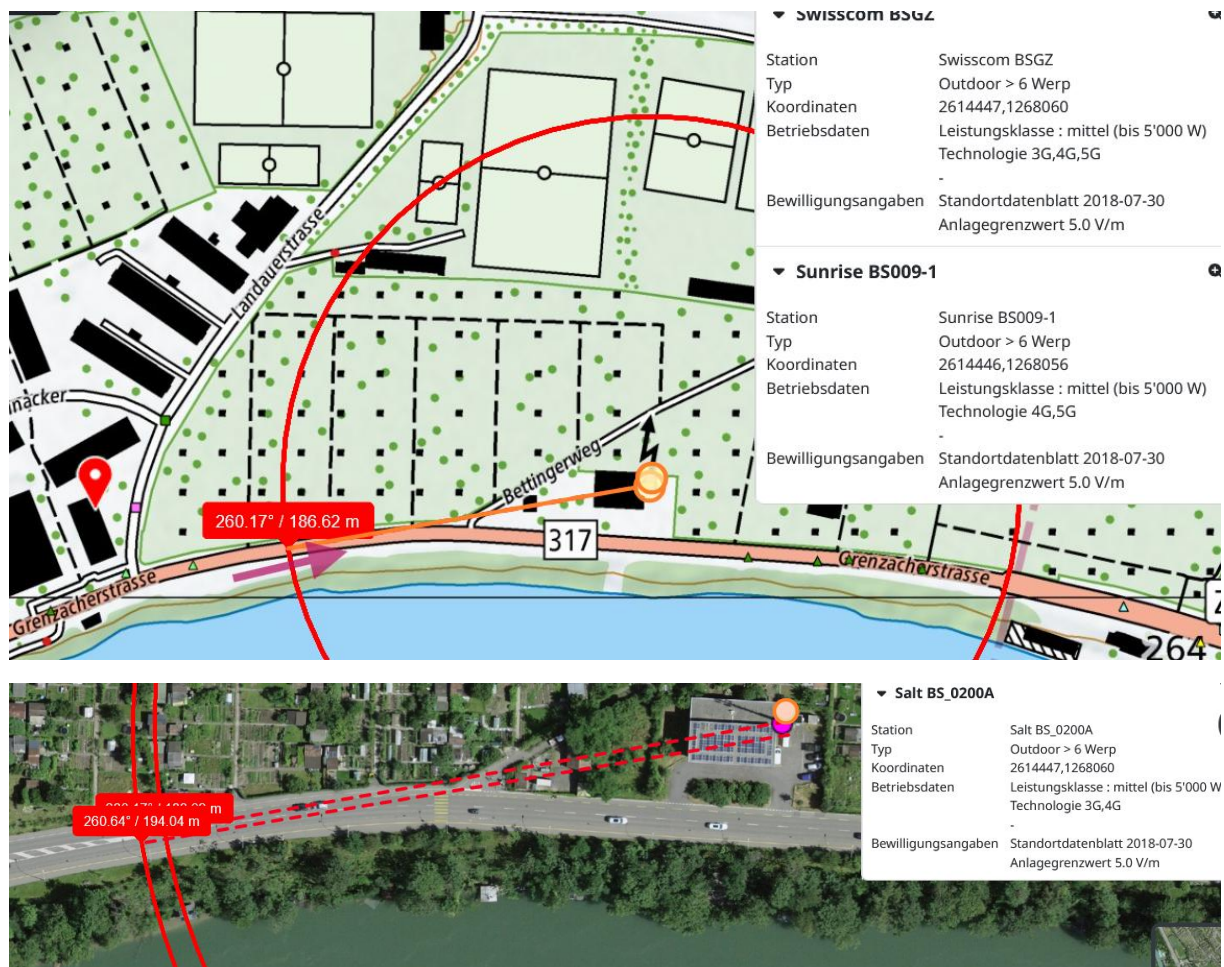 Swisscom BSGZ
Station Swisscom BSGZ
Typ Outdoor > 6 Werp
Koordinaten 2614447,1268060
Betriebsdaten Leistungsklasse : mittel (bis 5'000 W)
Technologie 3G,4G,5G
-
Bewilligungsangaben Standortdatenblatt 2018-07-30
Anlagegrenzwert 5.0 V/m
Sunrise BS009-1
Station Sunrise BS009-1
Typ Outdoor > 6 Werp
Koordinaten 2614446,1268056
Betriebsdaten Leistungsklasse : mittel (bis 5'000 W)
Technologie 4G,5G
-
Bewilligungsangaben Standortdatenblatt 2018-07-30
Anlagegrenzwert 5.0 V/m
Landauerstrasse
näcker
Bettingerweg
260.17° / 186.62 m
317
Grenzacherstrasse
Grenzacherstrasse
264
Salt BS_0200A
Station Salt BS_0200A
Typ Outdoor > 6 Werp
Koordinaten 2614447,1268060
Betriebsdaten Leistungsklasse : mittel (bis 5'000 W
Technologie 3G,4G
-
Bewilligungsangaben Standortdatenblatt 2018-07-30
Anlagegrenzwert 5.0 V/m
260.64° / 194.04 m